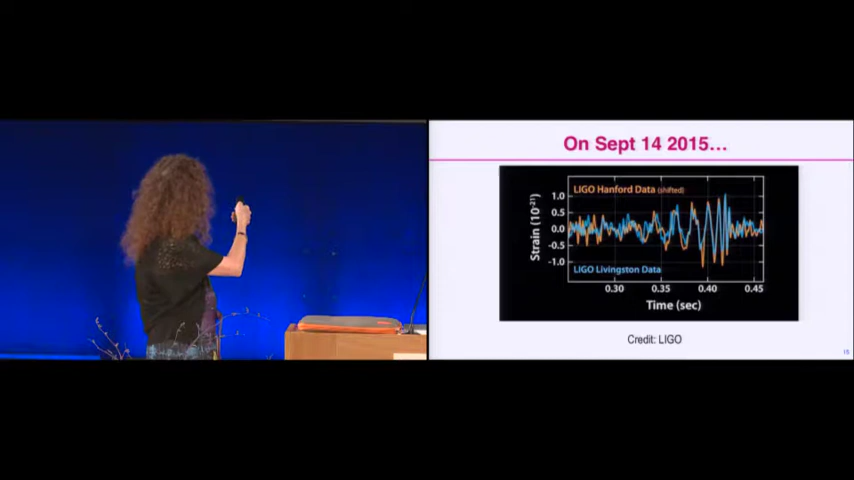 On Sept 14 2015...
LIGO Hanford Data (shifted)
1.0
0.5
0.0
-0.5
-1.0
Strain (10⁻²¹)
LIGO Livingston Data
0.30 0.35 0.40 0.45
Time (sec)
Credit: LIGO
15